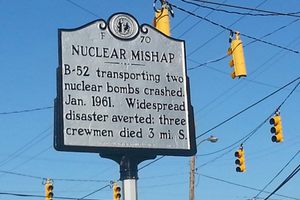 F 70
NUCLEAR MISHAP
B-52 transporting two
nuclear bombs crashed,
Jan. 1961. Widespread
disaster averted: three
crewmen died 3 mi. S.